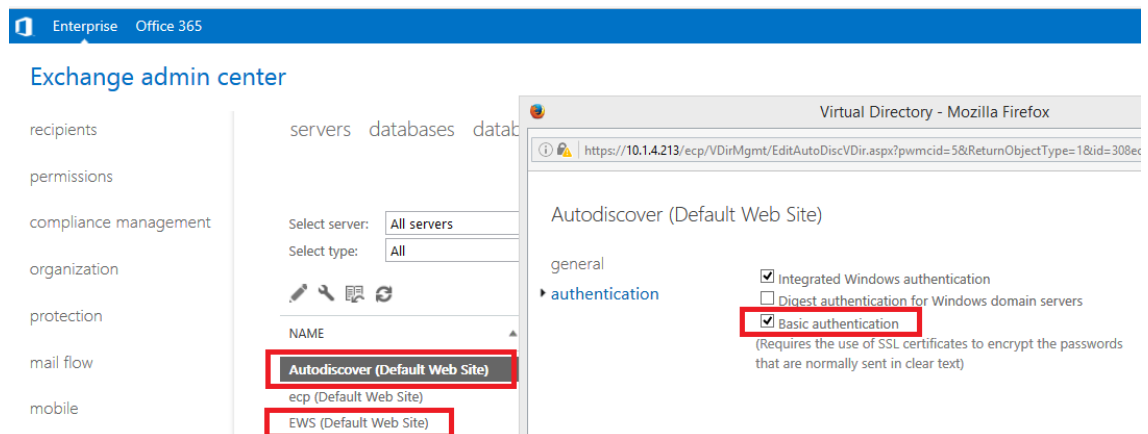 Enterprise Office 365
Exchange admin center
recipients
permissions
compliance management
organization
protection
mail flow
mobile
servers databases datab
Select server: All servers
Select type: All
NAME
Autodiscover (Default Web Site)
ecp (Default Web Site)
EWS (Default Web Site)
Virtual Directory - Mozilla Firefox
https://10.1.4.213/ecp/VDirMgmt/EditAutoDiscVDir.aspx?pwmcid=5&ReturnObjectType=1&id=308ec
Autodiscover (Default Web Site)
general
authentication
Integrated Windows authentication
Digest authentication for Windows domain servers
Basic authentication
(Requires the use of SSL certificates to encrypt the passwords
that are normally sent in clear text)